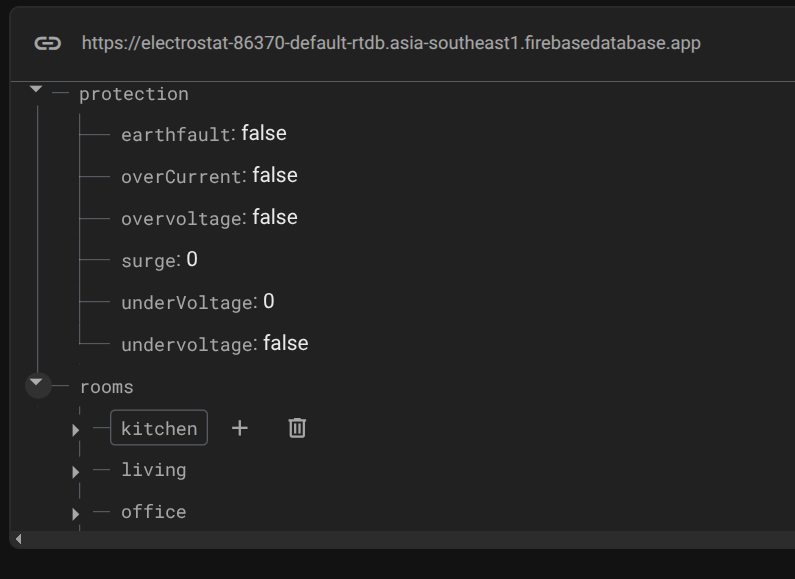 https://electrostat-86370-default-rtdb.asia-southeast1.firebasedatabase.app
protection
earthfault: false
overCurrent: false
overvoltage: false
surge: 0
underVoltage: 0
undervoltage: false
rooms
kitchen
living
office